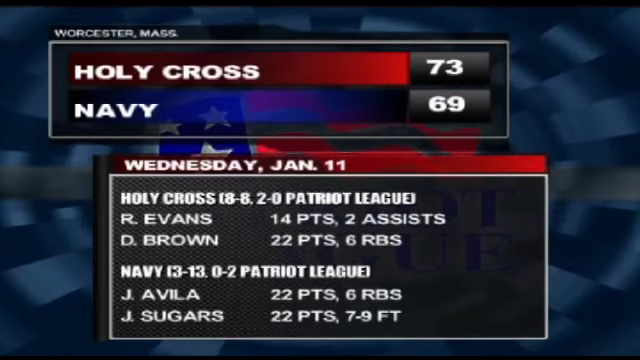 WORCESTER, MASS.
HOLY CROSS 73
NAVY 69
WEDNESDAY, JAN. 11
HOLY CROSS (8-8, 2-0 PATRIOT LEAGUE)
R. EVANS 14 PTS, 2 ASSISTS
D. BROWN 22 PTS, 6 RBS
NAVY (3-13, 0-2 PATRIOT LEAGUE)
J. AVILA 22 PTS, 6 RBS
J. SUGARS 22 PTS, 7-9 FT